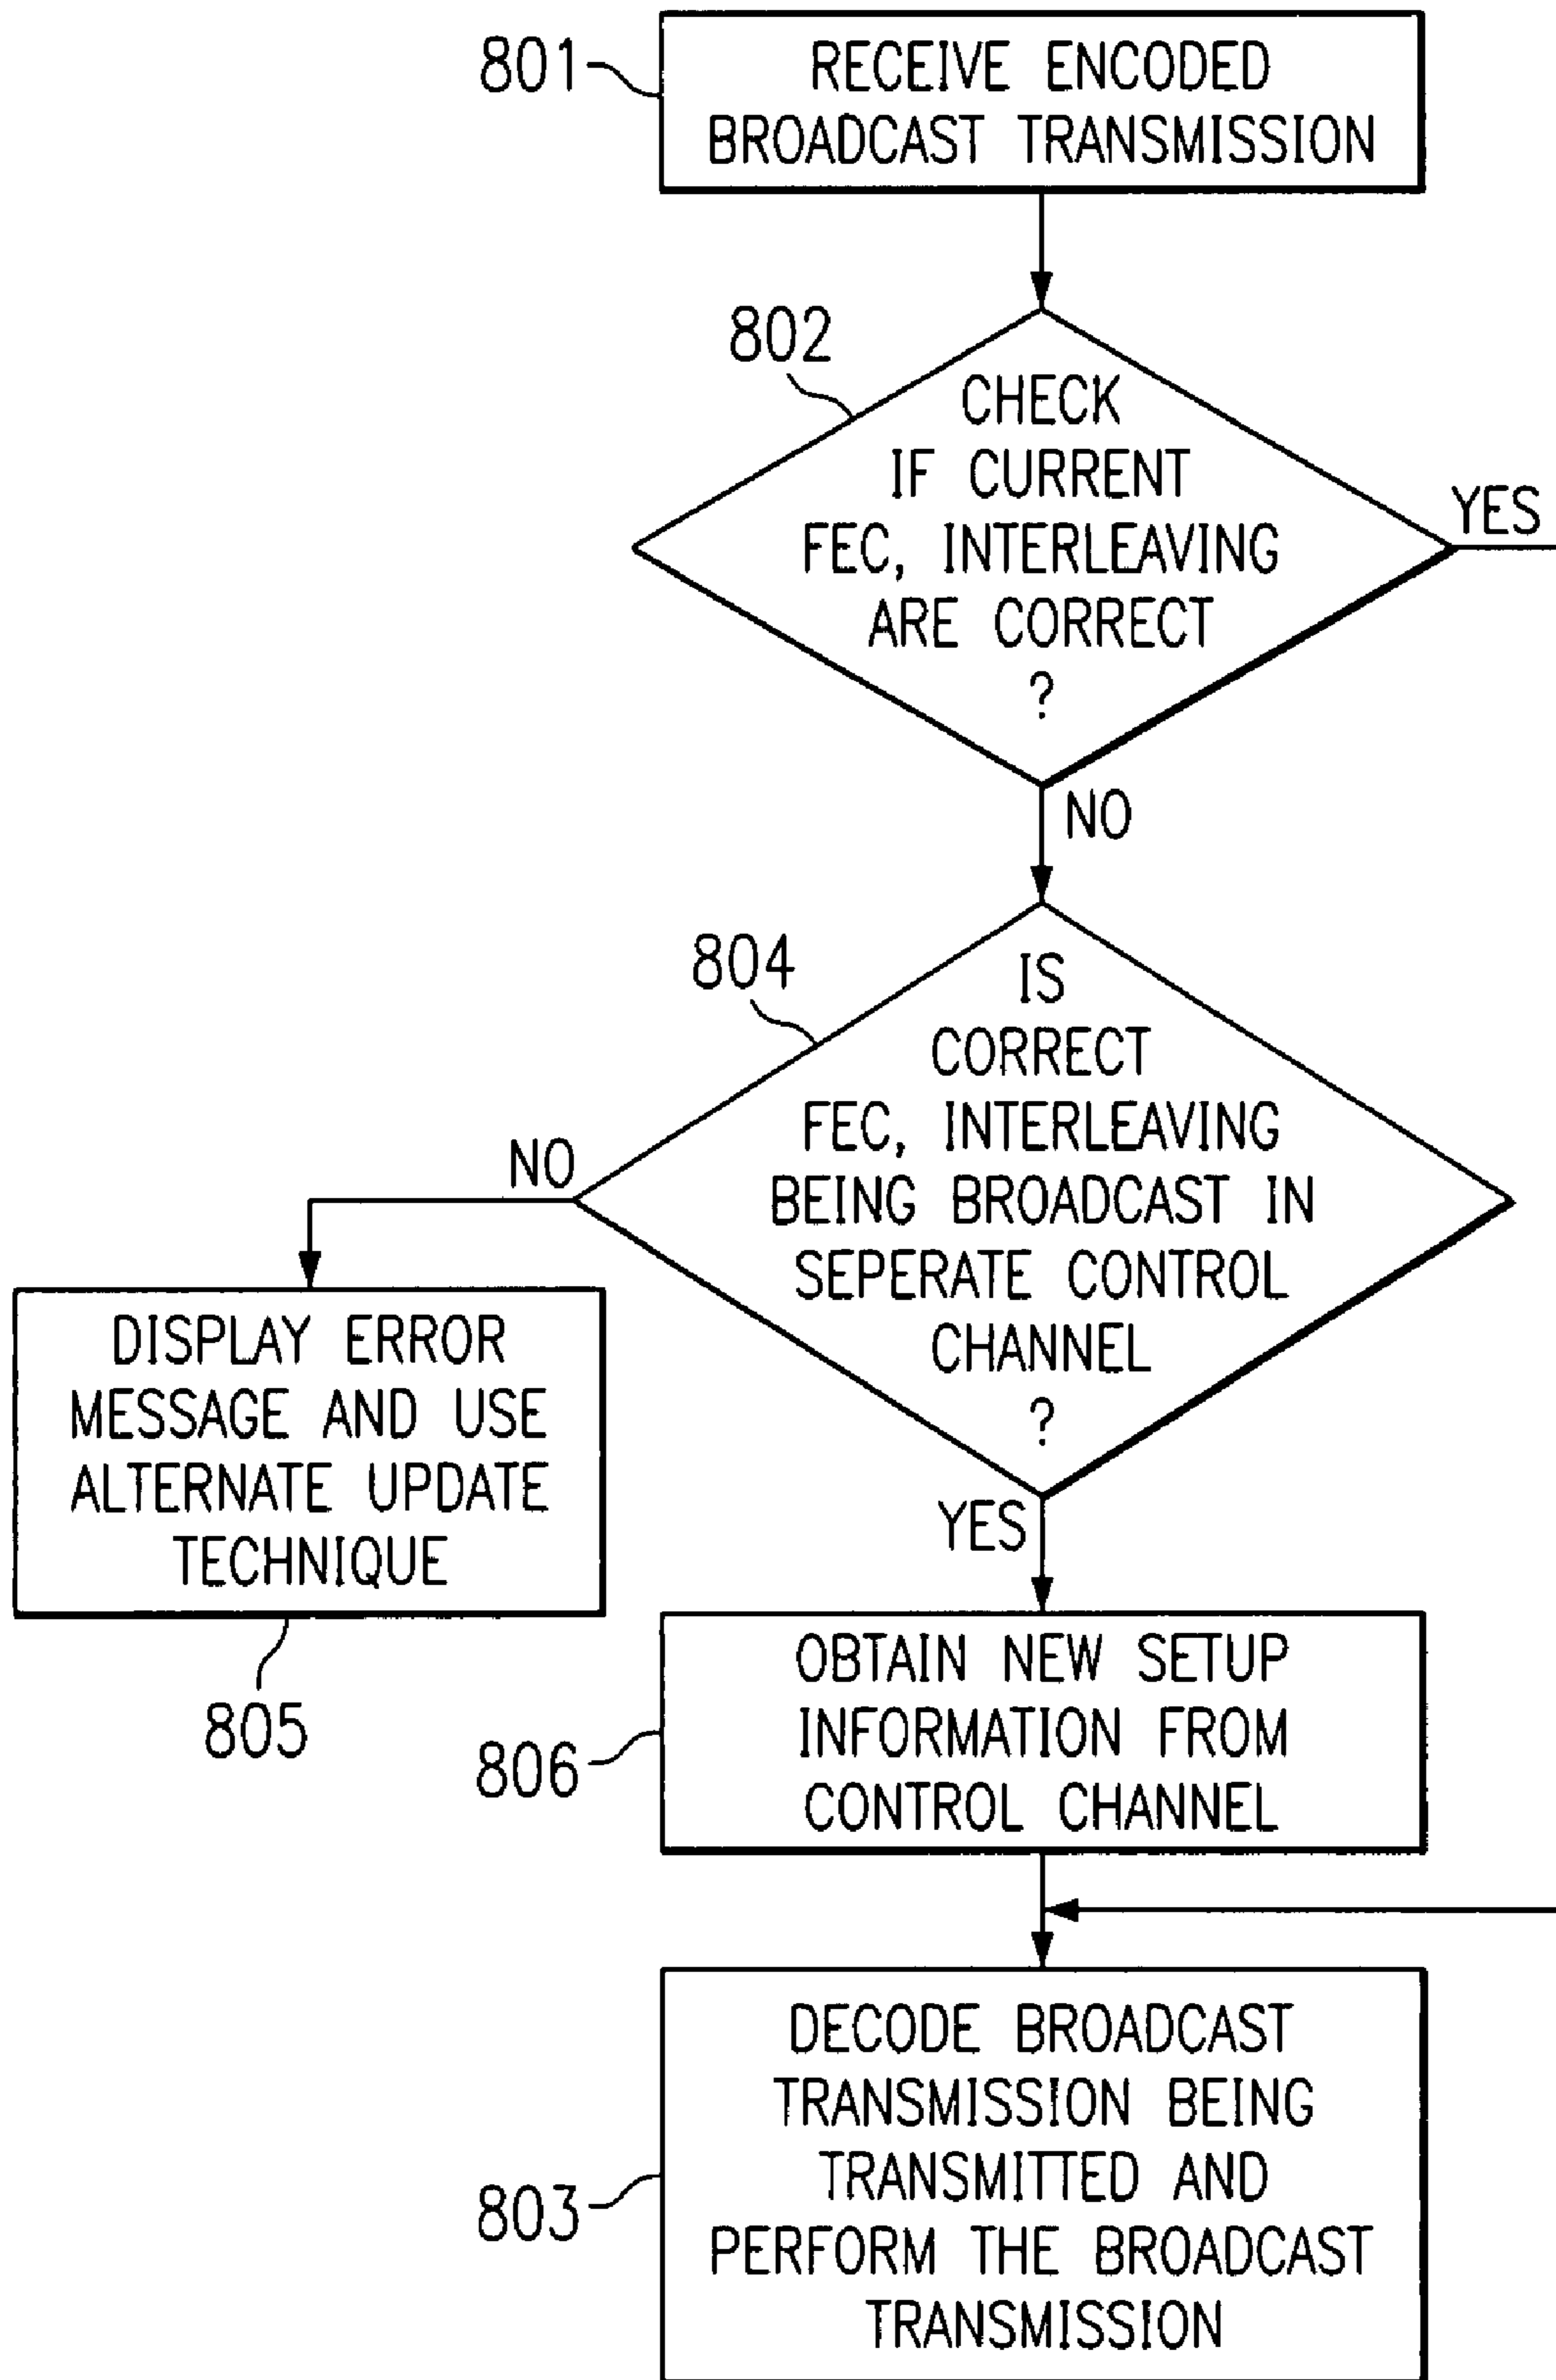 801
RECEIVE ENCODED
BROADCAST TRANSMISSION
802
CHECK
IF CURRENT
FEC, INTERLEAVING
ARE CORRECT
?
YES
NO
804
IS
CORRECT
FEC, INTERLEAVING
BEING BROADCAST IN
SEPERATE CONTROL
CHANNEL
?
NO
DISPLAY ERROR
MESSAGE AND USE
ALTERNATE UPDATE
TECHNIQUE
805
YES
806
OBTAIN NEW SETUP
INFORMATION FROM
CONTROL CHANNEL
803
DECODE BROADCAST
TRANSMISSION BEING
TRANSMITTED AND
PERFORM THE BROADCAST
TRANSMISSION